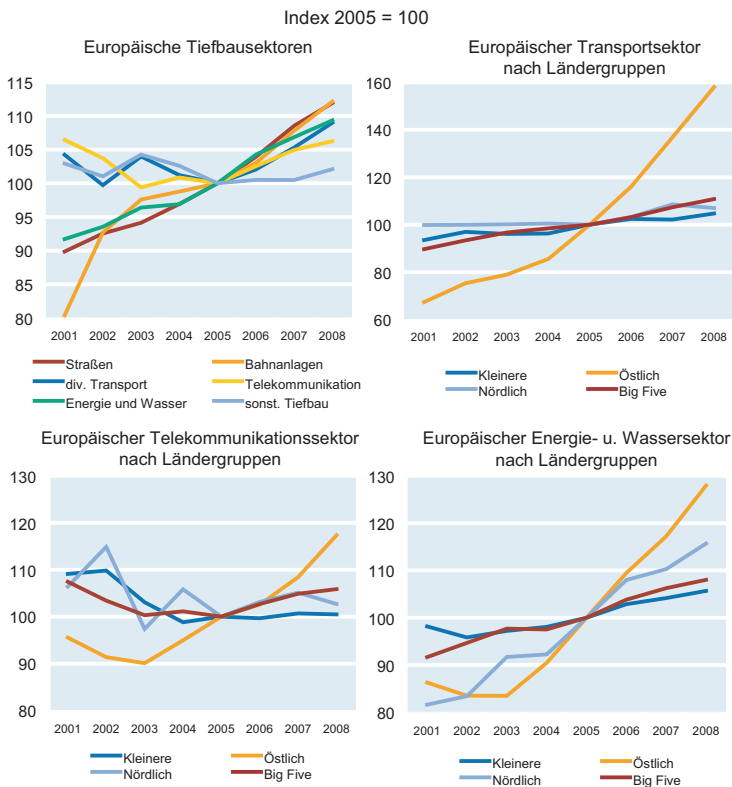 Index 2005 = 100
Europäische Tiefbausektoren
115
110
105
100
95
90
85
80
2001 2002 2003 2004 2005 2006 2007 2008
Straßen Bahnanlagen
div. Transport Telekommunikation
Energie und Wasser sonst. Tiefbau
Europäischer Transportsektor
nach Ländergruppen
160
140
120
100
80
60
2001 2002 2003 2004 2005 2006 2007 2008
Kleinere Östlich
Nördlich Big Five
Europäischer Telekommunikationssektor
nach Ländergruppen
130
120
110
100
90
80
2001 2002 2003 2004 2005 2006 2007 2008
Kleinere Östlich
Nördlich Big Five
Europäischer Energie- u. Wassersektor
nach Ländergruppen
130
120
110
100
90
80
2001 2002 2003 2004 2005 2006 2007 2008
Kleinere Östlich
Nördlich Big Five